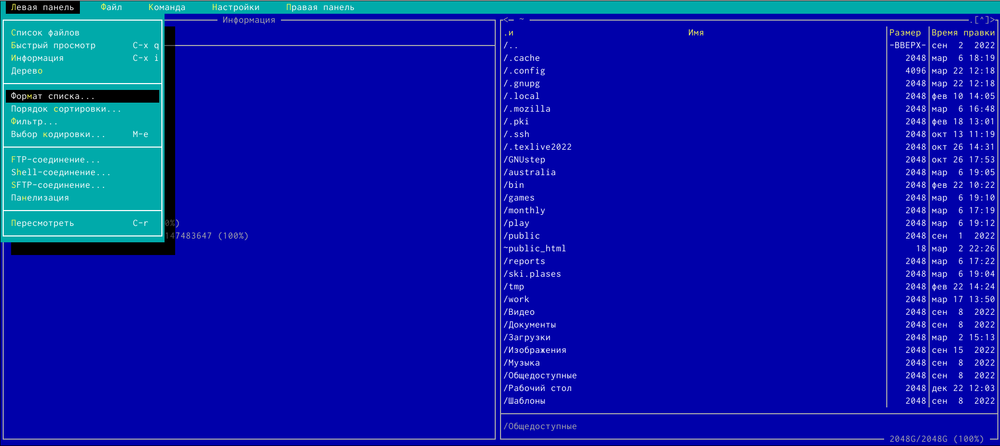 Левая панель Файл Команда Настройки Правая панель
Информация
Список файлов
Быстрый просмотр C-x q
Информация C-x i
Дерево
Формат списка...
Порядок сортировки...
Фильтр...
Выбор кодировки... M-e
FTP-соединение...
Shell-соединение...
SFTP-соединение...
Панелизация
Пересмотреть C-r
0%)
147483647 (100%)
<— ~ .[^]>
.и Имя Размер Время правки
/.. -ВВЕРХ- сен 2 2022
/.cache 2048 мар 6 18:19
/.config 4096 мар 22 12:18
/.gnupg 2048 мар 22 12:18
/.local 2048 фев 10 14:05
/.mozilla 2048 мар 6 16:48
/.pki 2048 фев 18 13:01
/.ssh 2048 окт 13 11:19
/.texlive2022 2048 окт 26 14:31
/GNUstep 2048 окт 26 17:53
/australia 2048 мар 6 19:05
/bin 2048 фев 22 10:22
/games 2048 мар 6 19:10
/monthly 2048 мар 6 17:19
/play 2048 мар 6 19:12
/public 2048 сен 1 2022
~public_html 18 мар 2 22:26
/reports 2048 мар 6 17:22
/ski.plases 2048 мар 6 19:04
/tmp 2048 фев 22 14:24
/work 2048 мар 17 13:50
/Видео 2048 сен 8 2022
/Документы 2048 сен 8 2022
/Загрузки 2048 мар 2 15:13
/Изображения 2048 сен 15 2022
/Музыка 2048 сен 8 2022
/Общедоступные 2048 сен 8 2022
/Рабочий стол 2048 дек 22 12:03
/Шаблоны 2048 сен 8 2022
/Общедоступные
2048G/2048G (100%)